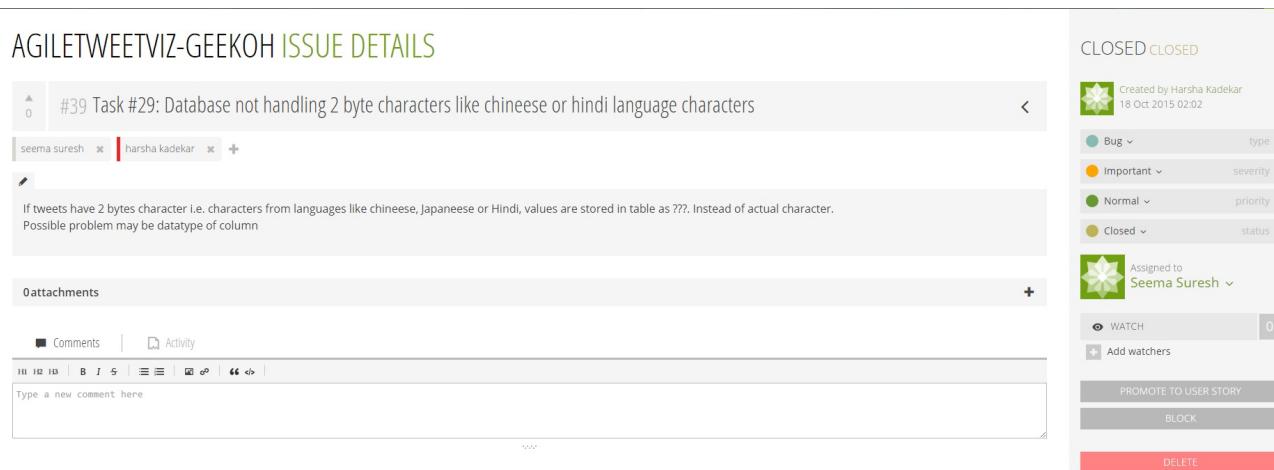 AGILETWEETVIZ-GEEKOH ISSUE DETAILS
0
#39 Task #29: Database not handling 2 byte characters like chineese or hindi language characters
seema suresh
harsha kadekar
If tweets have 2 bytes character i.e. characters from languages like chineese, Japaneese or Hindi, values are stored in table as ???. Instead of actual character.
Possible problem may be datatype of column
0 attachments
Comments
Activity
H1 H2 H3 B I S
Type a new comment here
CLOSED CLOSED
Created by Harsha Kadekar
18 Oct 2015 02:02
Bug type
Important severity
Normal priority
Closed status
Assigned to
Seema Suresh
WATCH 0
Add watchers
PROMOTE TO USER STORY
BLOCK
DELETE